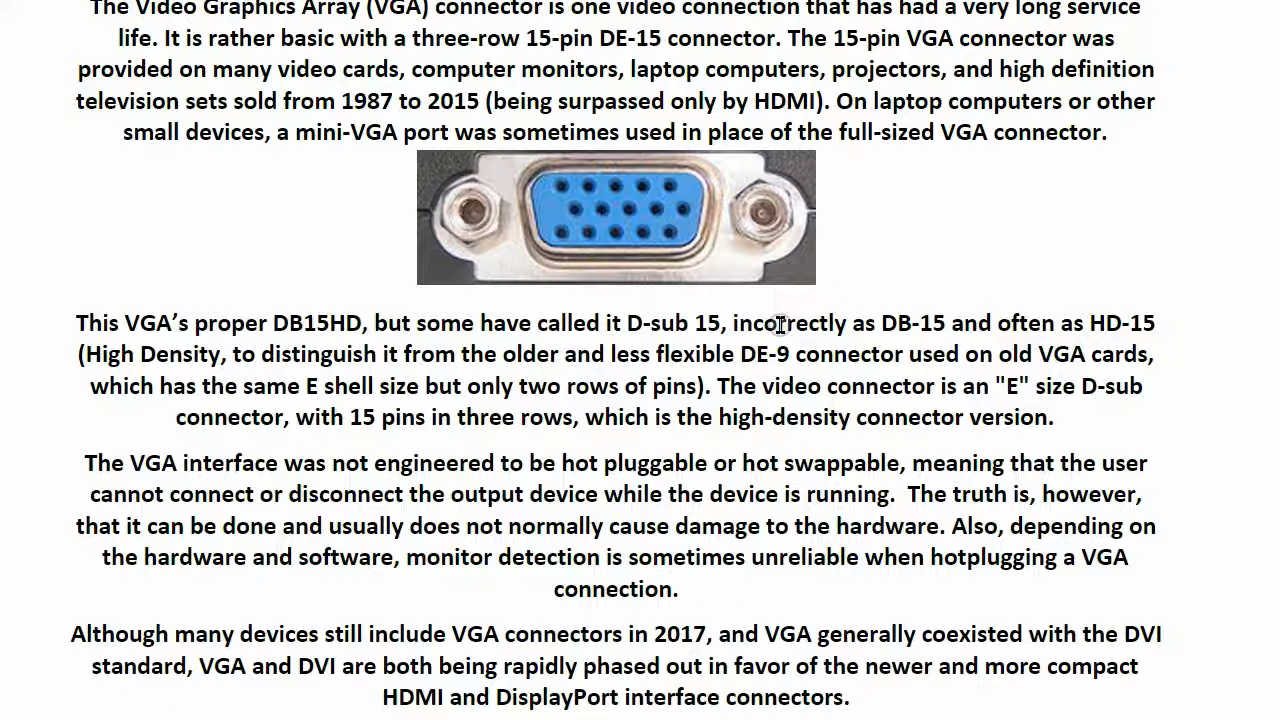 The Video Graphics Array (VGA) connector is one video connection that has had a very long service
life. It is rather basic with a three-row 15-pin DE-15 connector. The 15-pin VGA connector was
provided on many video cards, computer monitors, laptop computers, projectors, and high definition
television sets sold from 1987 to 2015 (being surpassed only by HDMI). On laptop computers or other
small devices, a mini-VGA port was sometimes used in place of the full-sized VGA connector.
This VGA’s proper DB15HD, but some have called it D-sub 15, incorrectly as DB-15 and often as HD-15
(High Density, to distinguish it from the older and less flexible DE-9 connector used on old VGA cards,
which has the same E shell size but only two rows of pins). The video connector is an "E" size D-sub
connector, with 15 pins in three rows, which is the high-density connector version.
The VGA interface was not engineered to be hot pluggable or hot swappable, meaning that the user
cannot connect or disconnect the output device while the device is running.  The truth is, however,
that it can be done and usually does not normally cause damage to the hardware. Also, depending on
the hardware and software, monitor detection is sometimes unreliable when hotplugging a VGA
connection.
Although many devices still include VGA connectors in 2017, and VGA generally coexisted with the DVI
standard, VGA and DVI are both being rapidly phased out in favor of the newer and more compact
HDMI and DisplayPort interface connectors.